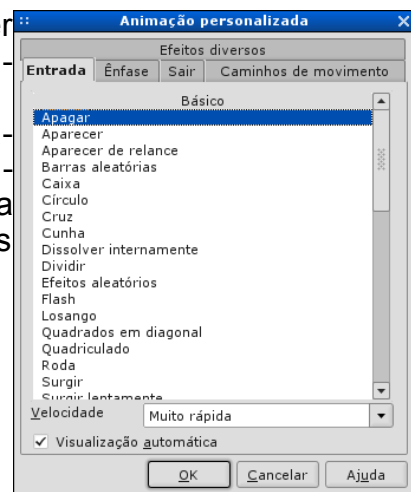 Animação personalizada
Efeitos diversos
Entrada Ênfase Sair Caminhos de movimento
Básico
Apagar
Aparecer
Aparecer de relance
Barras aleatórias
Caixa
Círculo
Cruz
Cunha
Dissolver internamente
Dividir
Efeitos aleatórios
Flash
Losango
Quadrados em diagonal
Quadriculado
Roda
Surgir
Surgir lentamente
Velocidade Muito rápida
Visualização automática
OK Cancelar Ajuda